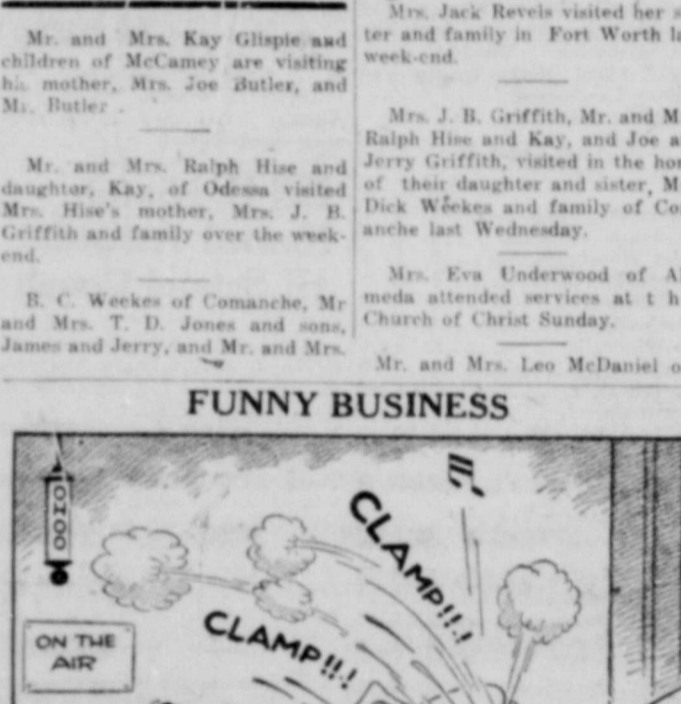 Mr. and Mrs. Kay Glispie and
children of McCamey are visiting
his mother, Mrs. Joe Butler, and
Mr. Butler .
Mr. and Mrs. Ralph Hise and
daughter, Kay, of Odessa visited
Mrs. Hise's mother, Mrs. J. B.
Griffith and family over the week-
end.
B. C. Weekes of Comanche, Mr
and Mrs. T. D. Jones and sons,
James and Jerry, and Mr. and Mrs.
Mrs. Jack Revels visited her
ter and family in Fort Worth
week-end.
Mrs. J. B. Griffith, Mr. and M
Ralph Hise and Kay, and Joe a
Jerry Griffith, visited in the ho
of their daughter and sister, M
Dick Weekes and family of Co
anche last Wednesday.
Mrs. Eva Underwood of A
meda attended services at t h
Church of Christ Sunday.
Mr. and Mrs. Leo McDaniel o
FUNNY BUSINESS
CLAMP!!!
CLAMP!!!
ON THE
AIR